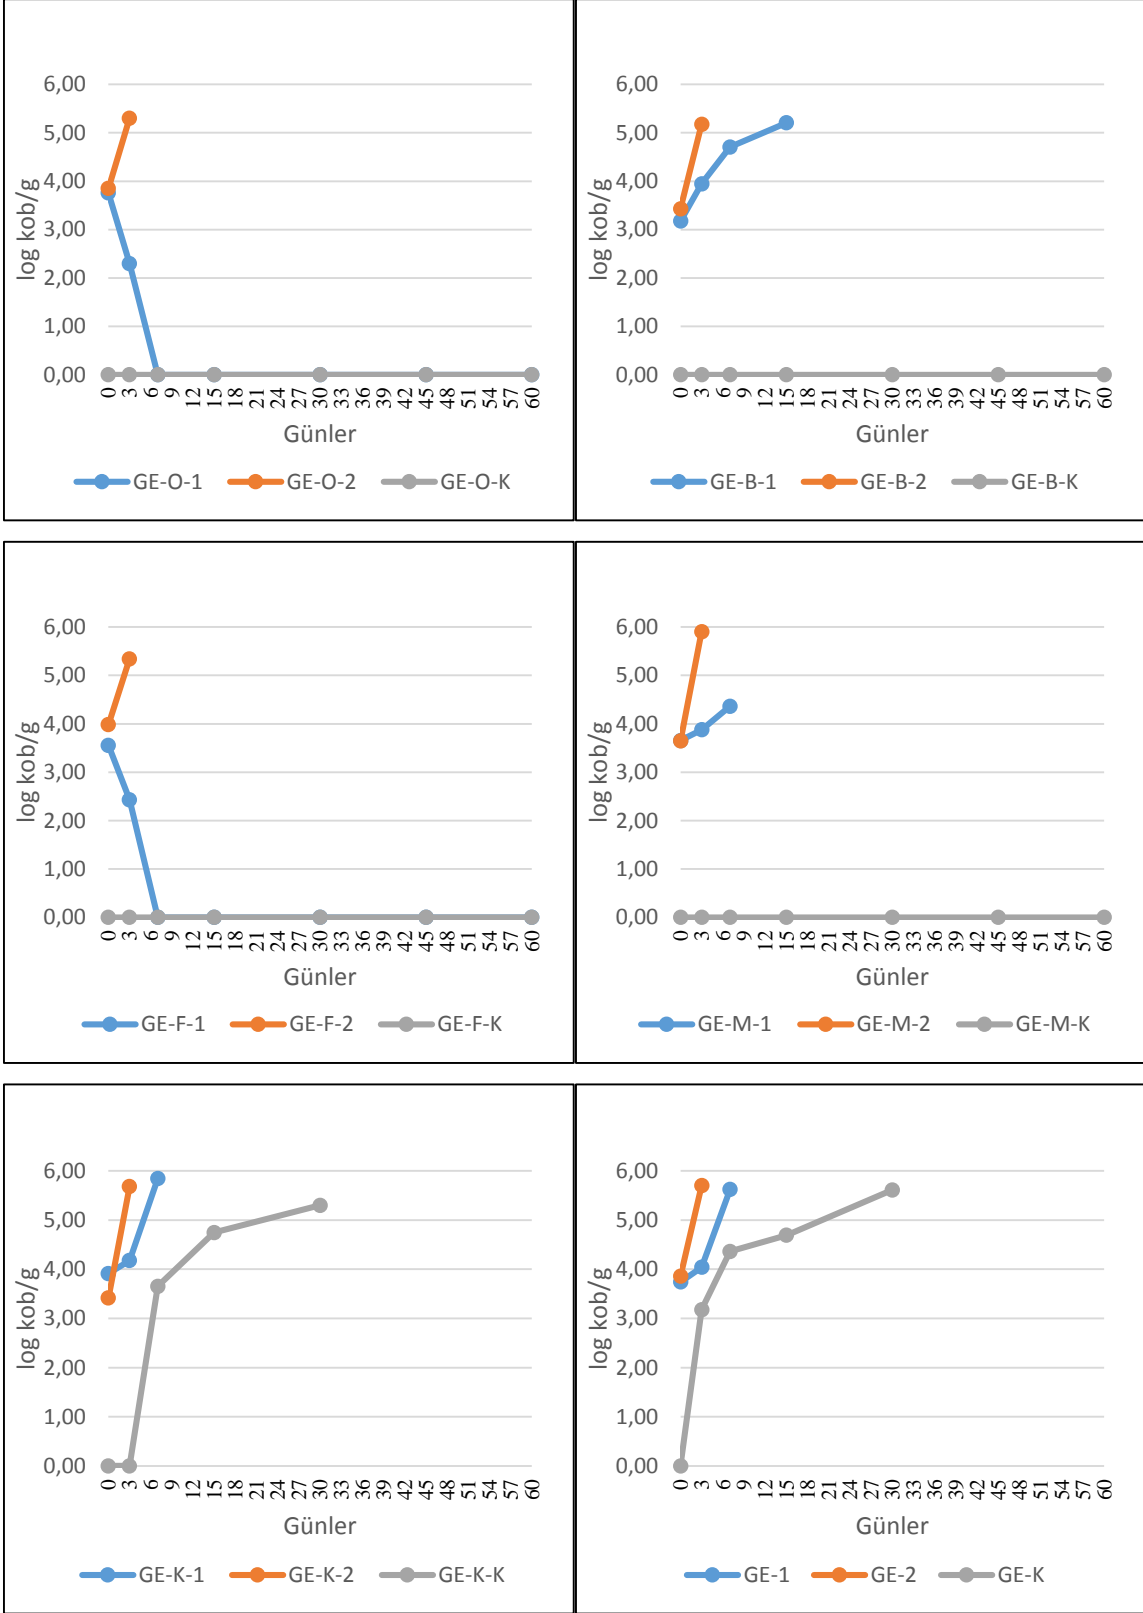 6,00
5,00
4,00
3,00
2,00
1,00
0,00
log kob/g
0 3 6 9 12 15 18 21 24 27 30 33 36 39 42 45 48 51 54 57 60
Günler
GE-O-1 GE-O-2 GE-O-K
6,00
5,00
4,00
3,00
2,00
1,00
0,00
log kob/g
0 3 6 9 12 15 18 21 24 27 30 33 36 39 42 45 48 51 54 57 60
Günler
GE-B-1 GE-B-2 GE-B-K
6,00
5,00
4,00
3,00
2,00
1,00
0,00
log kob/g
0 3 6 9 12 15 18 21 24 27 30 33 36 39 42 45 48 51 54 57 60
Günler
GE-F-1 GE-F-2 GE-F-K
6,00
5,00
4,00
3,00
2,00
1,00
0,00
log kob/g
0 3 6 9 12 15 18 21 24 27 30 33 36 39 42 45 48 51 54 57 60
Günler
GE-M-1 GE-M-2 GE-M-K
6,00
5,00
4,00
3,00
2,00
1,00
0,00
log kob/g
0 3 6 9 12 15 18 21 24 27 30 33 36 39 42 45 48 51 54 57 60
Günler
GE-K-1 GE-K-2 GE-K-K
6,00
5,00
4,00
3,00
2,00
1,00
0,00
log kob/g
0 3 6 9 12 15 18 21 24 27 30 33 36 39 42 45 48 51 54 57 60
Günler
GE-1 GE-2 GE-K